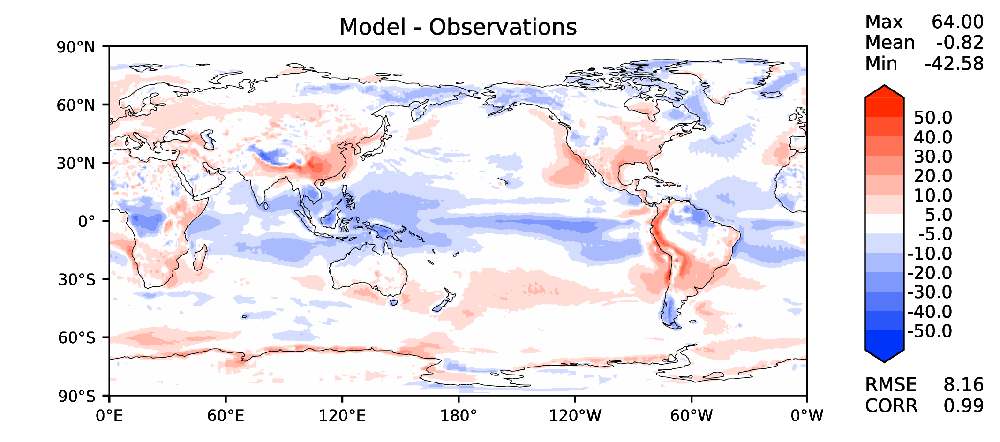 Model - Observations
Max 64.00
Mean -0.82
Min -42.58
90°N
60°N
30°N
0°
30°S
60°S
90°S
0°E 60°E 120°E 180° 120°W 60°W 0°W
50.0
40.0
30.0
20.0
10.0
5.0
-5.0
-10.0
-20.0
-30.0
-40.0
-50.0
RMSE 8.16
CORR 0.99